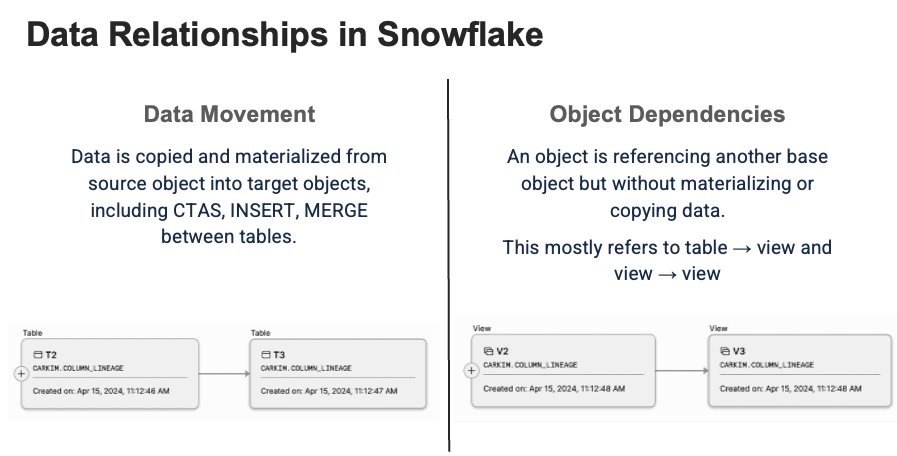 Data Relationships in Snowflake
Data Movement
Data is copied and materialized from
source object into target objects,
including CTAS, INSERT, MERGE
between tables.
Table
T2
CARKIM.COLUMN_LINEAGE
Created on: Apr 15, 2024, 11:12:46 AM
Table
T3
CARKIM.COLUMN_LINEAGE
Created on: Apr 15, 2024, 11:12:47 AM
Object Dependencies
An object is referencing another base
object but without materializing or
copying data.
This mostly refers to table → view and
view → view
View
V2
CARKIM.COLUMN_LINEAGE
Created on: Apr 15, 2024, 11:12:48 AM
View
V3
CARKIM.COLUMN_LINEAGE
Created on: Apr 15, 2024, 11:12:48 AM